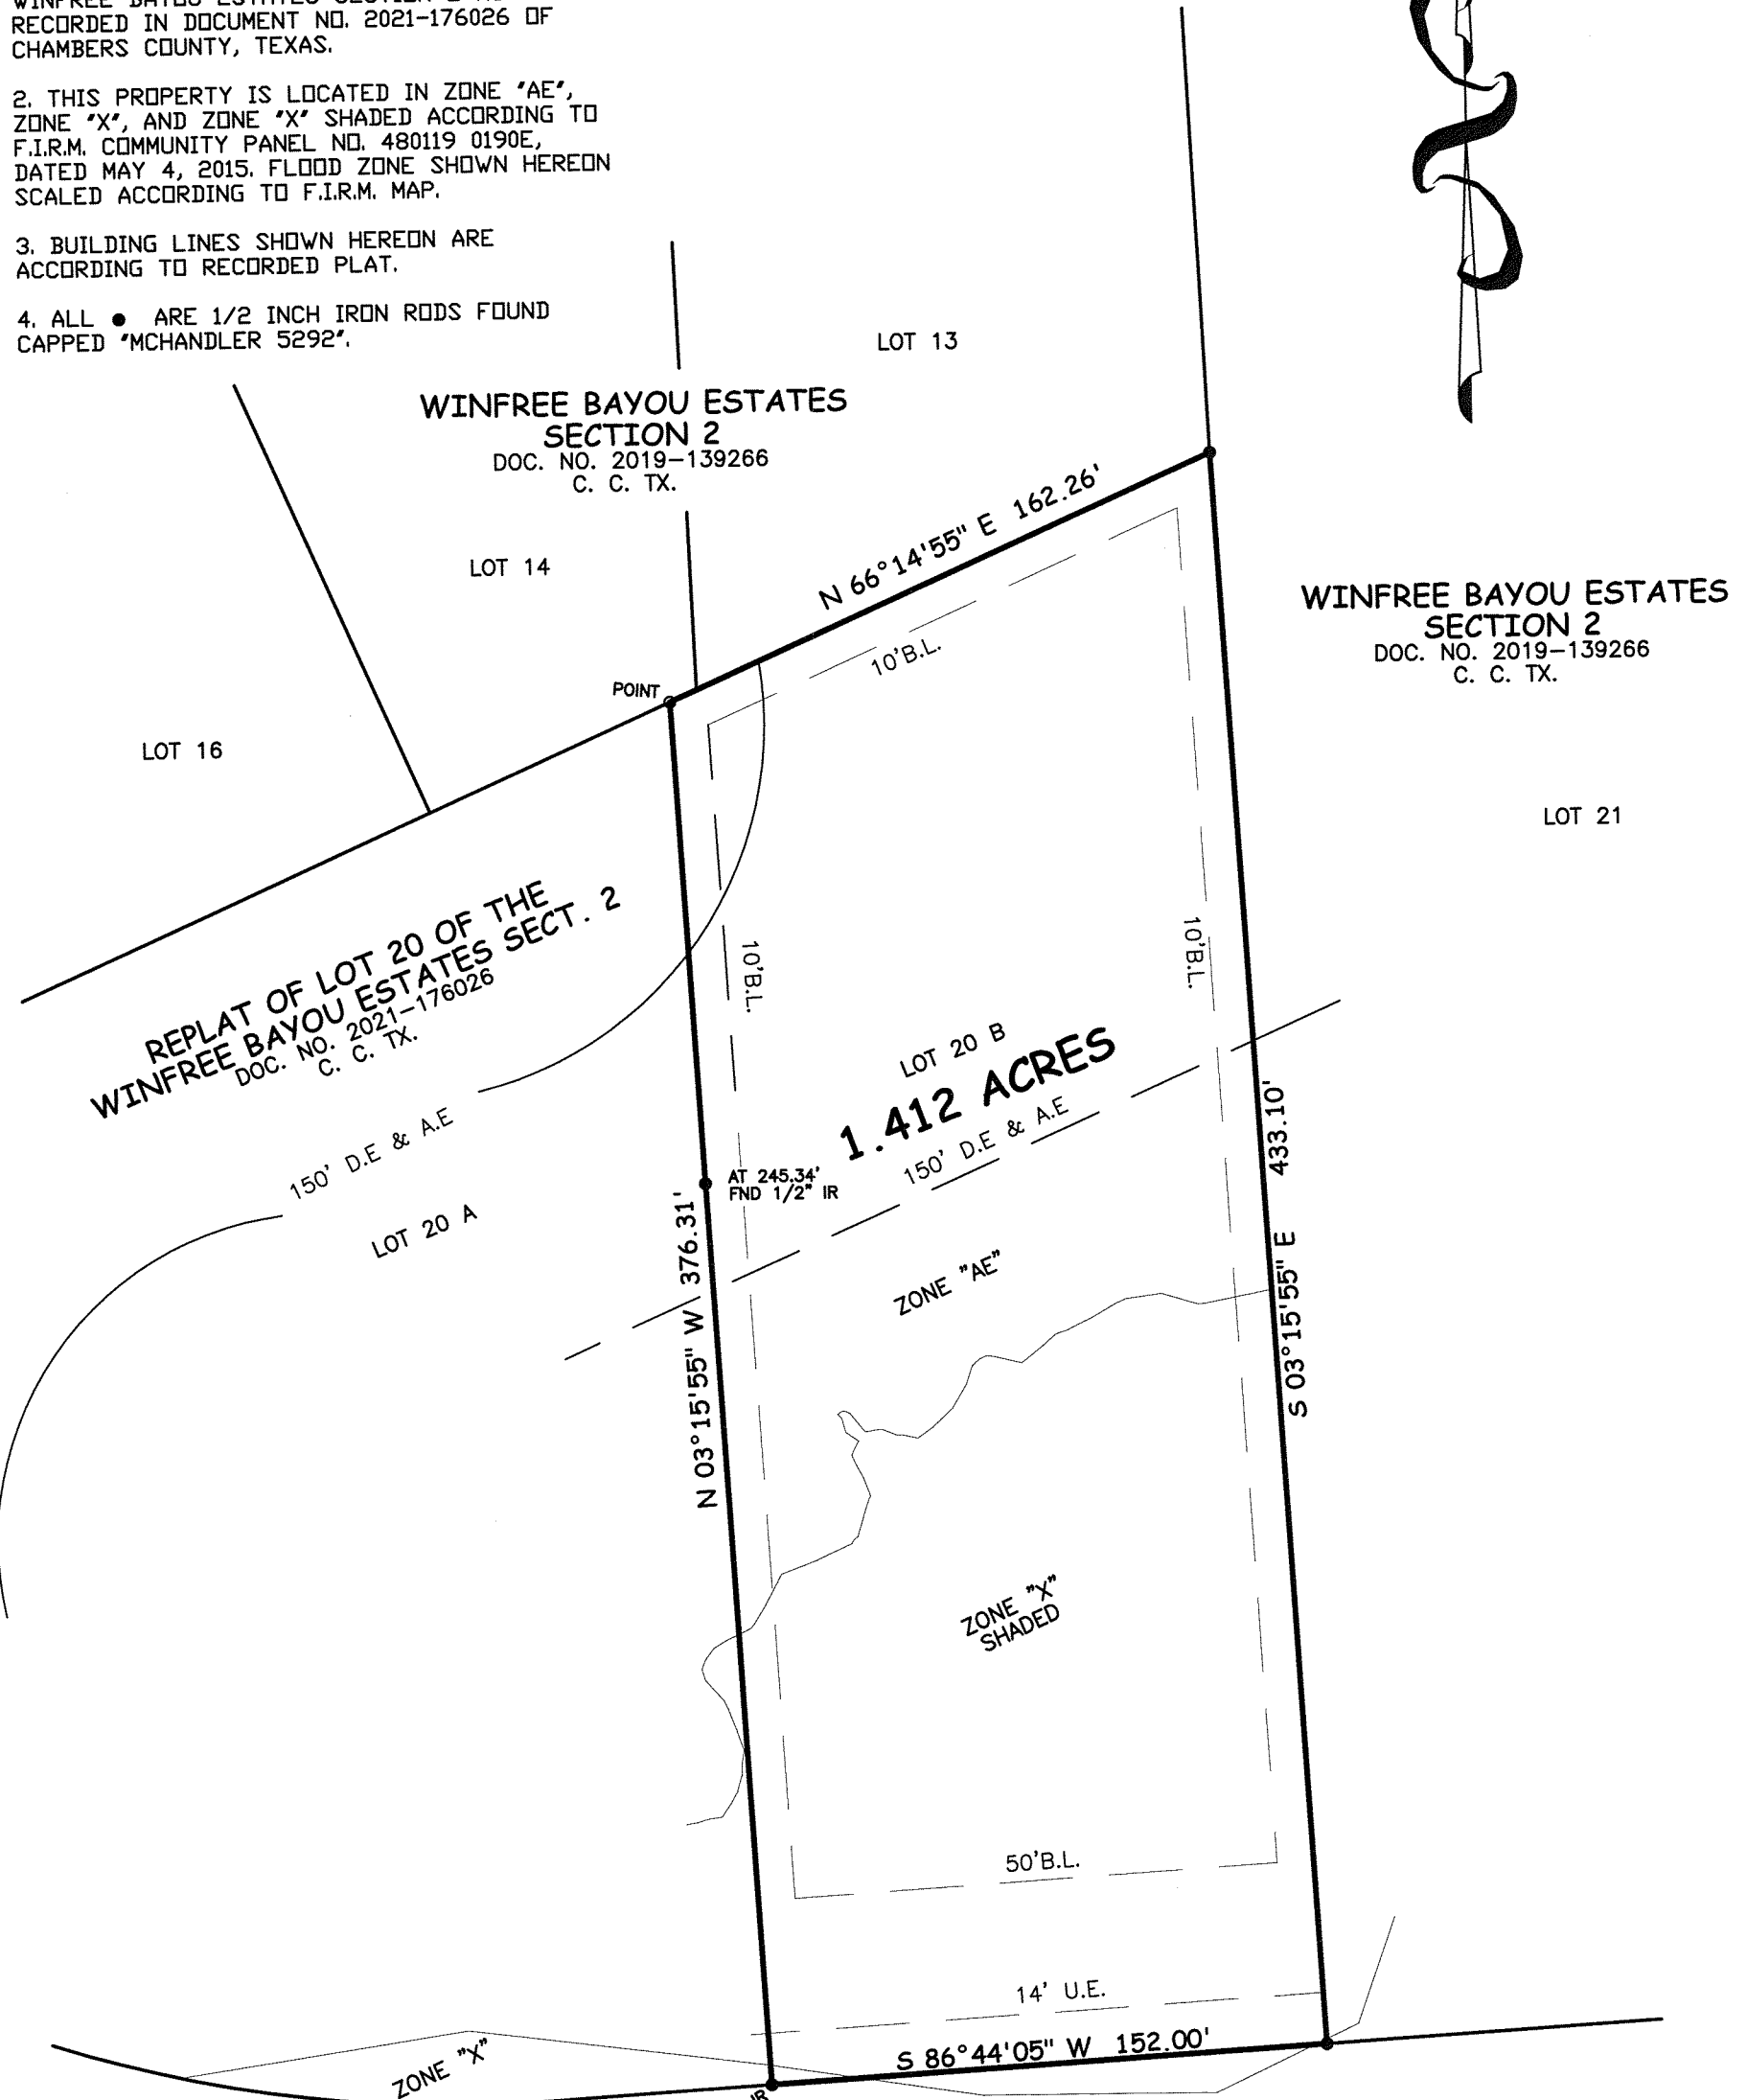 RECORDED IN DOCUMENT NO. 2021-176026 OF
CHAMBERS COUNTY, TEXAS.
2. THIS PROPERTY IS LOCATED IN ZONE "AE",
ZONE "X", AND ZONE "X" SHADED ACCORDING TO
F.I.R.M. COMMUNITY PANEL NO. 480119 0190E,
DATED MAY 4, 2015. FLOOD ZONE SHOWN HEREON
SCALED ACCORDING TO F.I.R.M. MAP.
3. BUILDING LINES SHOWN HEREON ARE
ACCORDING TO RECORDED PLAT.
4. ALL ● ARE 1/2 INCH IRON RODS FOUND
CAPPED "MCHANDLER 5292".
LOT 13
WINFREE BAYOU ESTATES
SECTION 2
DOC. NO. 2019-139266
C. C. TX.
LOT 14
N 66°14'55" E 162.26'
10'B.L.
WINFREE BAYOU ESTATES
SECTION 2
DOC. NO. 2019-139266
C. C. TX.
POINT
LOT 16
LOT 21
REPLAT OF LOT 20 OF THE
WINFREE BAYOU ESTATES SECT. 2
DOC. NO. 2021-176026
C. C. TX.
10'B.L.
10'B.L.
LOT 20 B
1.412 ACRES
150' D.E & A.E
150' D.E & A.E
AT 245.34'
FND 1/2" IR
LOT 20 A
N 03°15'55" W 376.31'
S 03°15'55" E 433.10'
ZONE "AE"
ZONE "X"
SHADED
50'B.L.
14' U.E.
S 86°44'05" W 152.00'
ZONE "X"